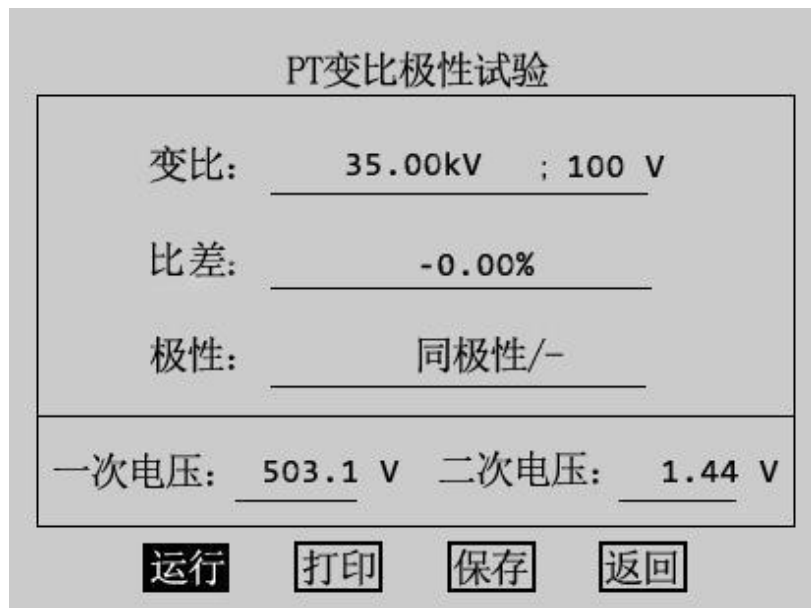 PT变比极性试验
变比: 35.00kV ; 100 V
比差: -0.00%
极性: 同极性/-
一次电压: 503.1 V 二次电压: 1.44 V
运行 打印 保存 返回